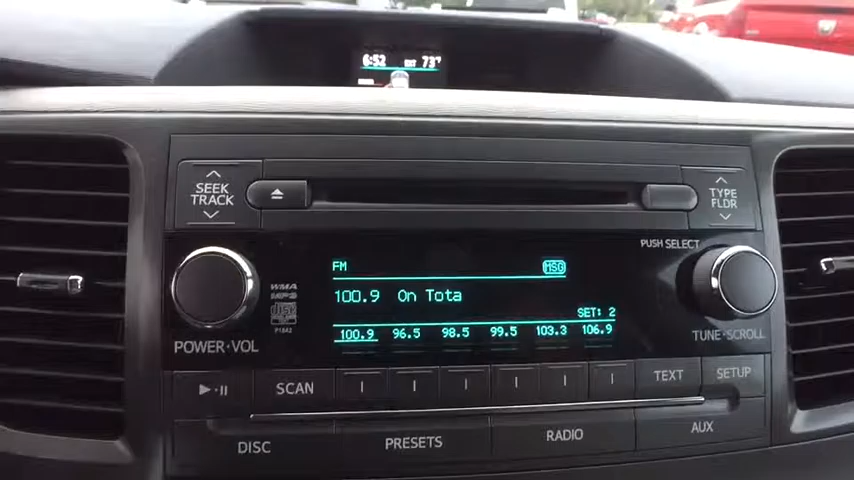 6:52 EXT 73°F
SEEK TRACK
TYPE FLDR
PUSH SELECT
FM MSG
100.9 On Tota
SET: 2
100.9 96.5 98.5 99.5 103.3 106.9
WMA
MP3
P1842
POWER•VOL
TUNE•SCROLL
SCAN
TEXT
SETUP
DISC
PRESETS
RADIO
AUX